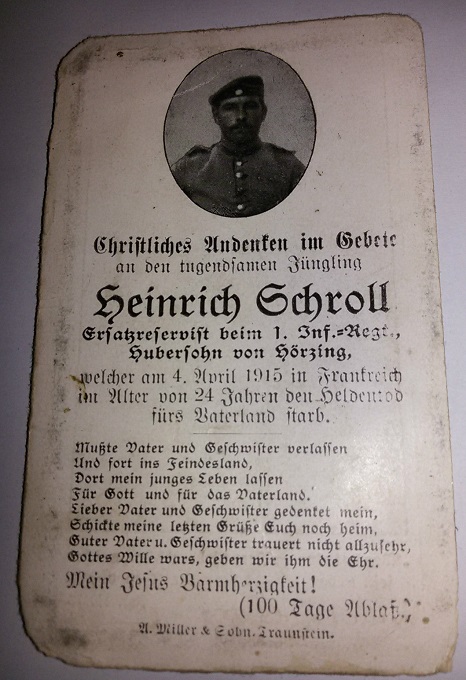 Christliches Andenken im Gebete
an den tugendsamen Jüngling
Heinrich Schroll
Ersatzreservist beim 1. Inf.=Regt.,
Hubersohn von Hörzing,
welcher am 4. April 1915 in Frankreich
im Alter von 24 Jahren den Heldentod
fürs Vaterland starb.
Mußte Vater und Geschwister verlassen
Und fort ins Feindesland,
Dort mein junges Leben lassen
Für Gott und für das Vaterland.
Lieber Vater und Geschwister gedenket mein,
Schickte meine letzten Grüße Euch noch heim,
Guter Vater u. Geschwister trauert nicht allzusehr,
Gottes Wille wars, geben wir ihm die Ehr.
Mein Jesus Barmherzigkeit!
(100 Tage Ablaß.)
A. Miller & Sohn. Traunstein.